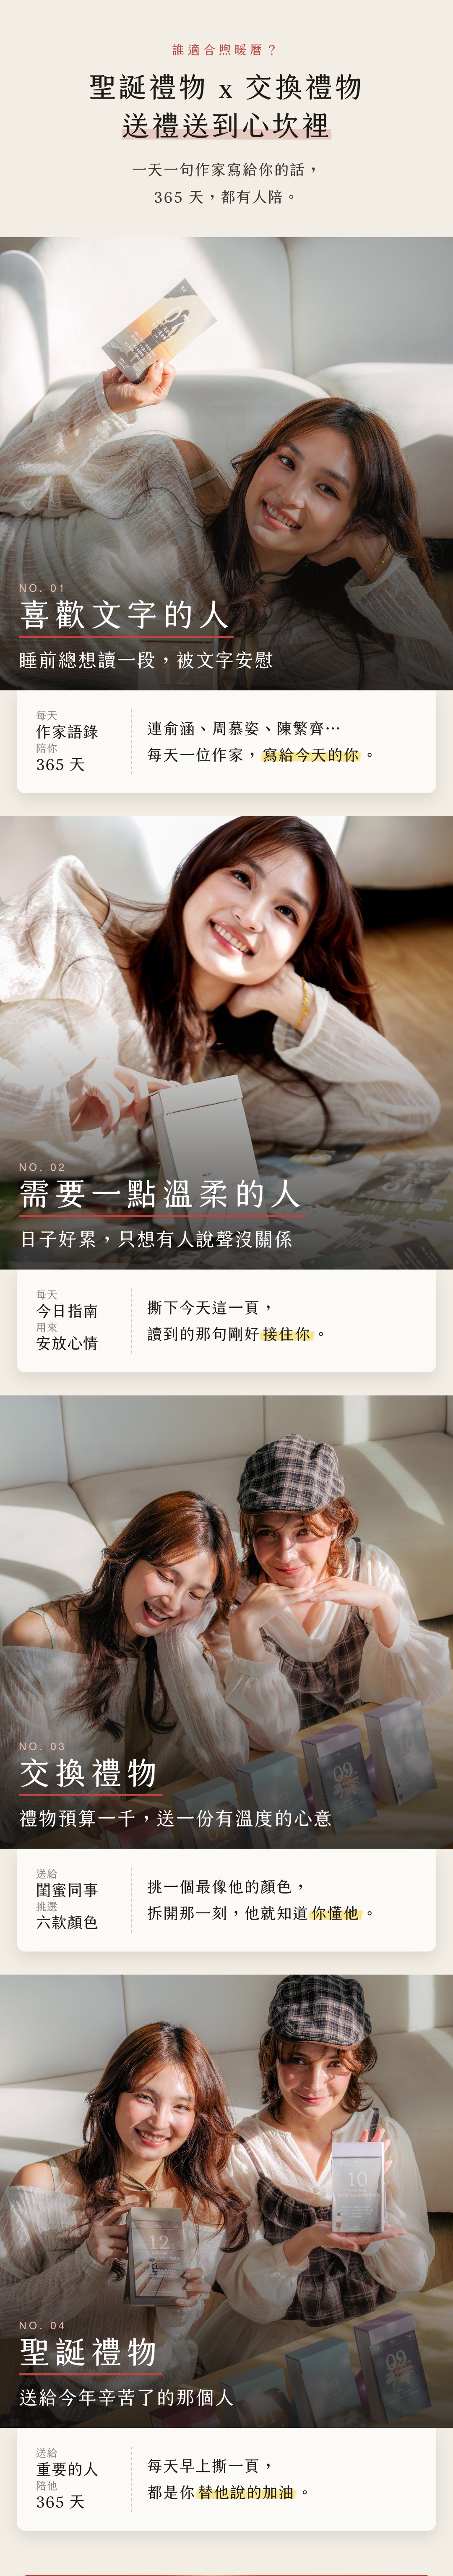 誰適合煦暖曆？
聖誕禮物 x 交換禮物
送禮送到心坎裡
一天一句作家寫給你的話，
365 天，都有人陪。
NO. 01
喜歡文字的人
睡前總想讀一段，被文字安慰
每天
作家語錄
陪你
365 天
連俞涵、周慕姿、陳繁齊⋯
每天一位作家，寫給今天的你。
NO. 02
需要一點溫柔的人
日子好累，只想有人說聲沒關係
每天
今日指南
用來
安放心情
撕下今天這一頁，
讀到的那句剛好接住你。
09
NO. 03
交換禮物
禮物預算一千，送一份有溫度的心意
送給
閨蜜同事
挑選
六款顏色
挑一個最像他的顏色，
拆開那一刻，他就知道你懂他。
10
12
09
NO. 04
聖誕禮物
送給今年辛苦了的那個人
送給
重要的人
陪他
365 天
每天早上撕一頁，
都是你替他說的加油。